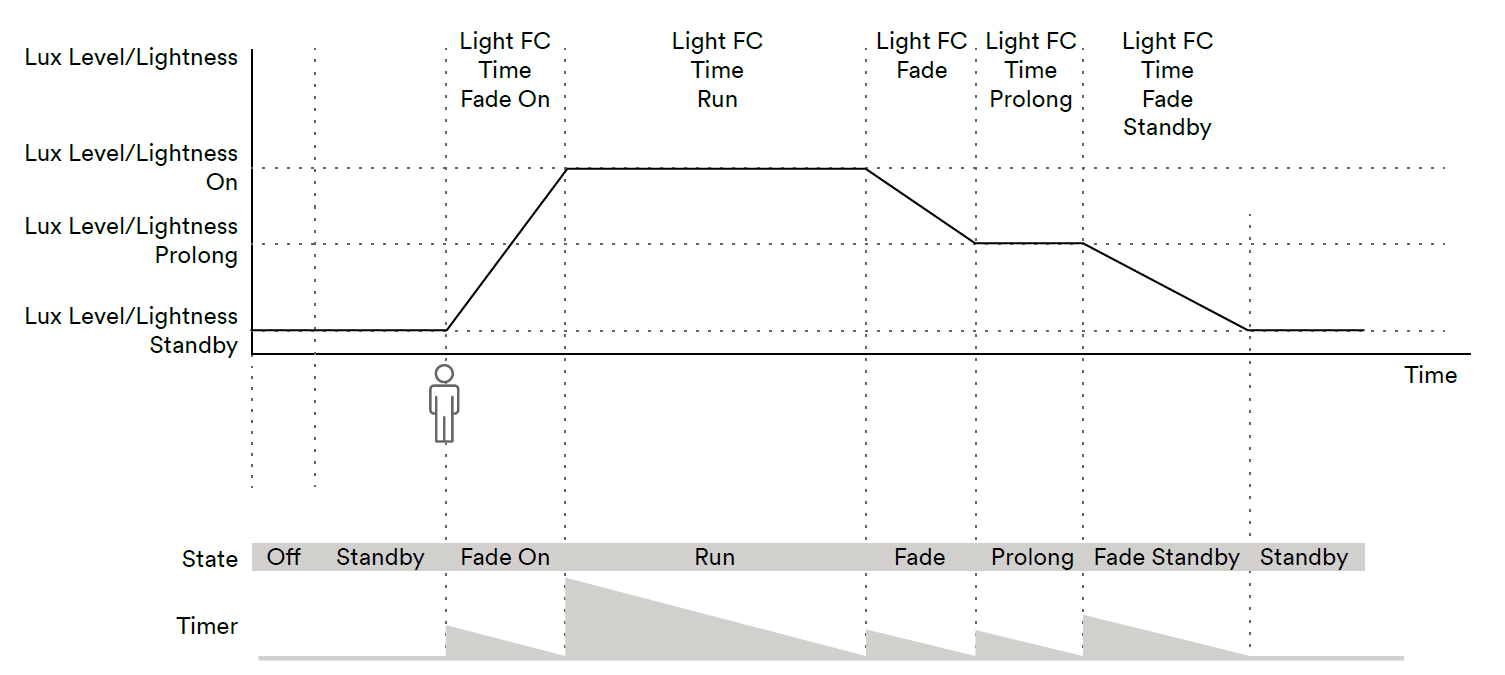 Lux Level/Lightness
Light FC
Time
Fade On
Light FC
Time
Run
Light FC
Fade
Light FC
Time
Prolong
Light FC
Time
Fade
Standby
Lux Level/Lightness
On
Lux Level/Lightness
Prolong
Lux Level/Lightness
Standby
Time
State
Off
Standby
Fade On
Run
Fade
Prolong
Fade Standby
Standby
Timer